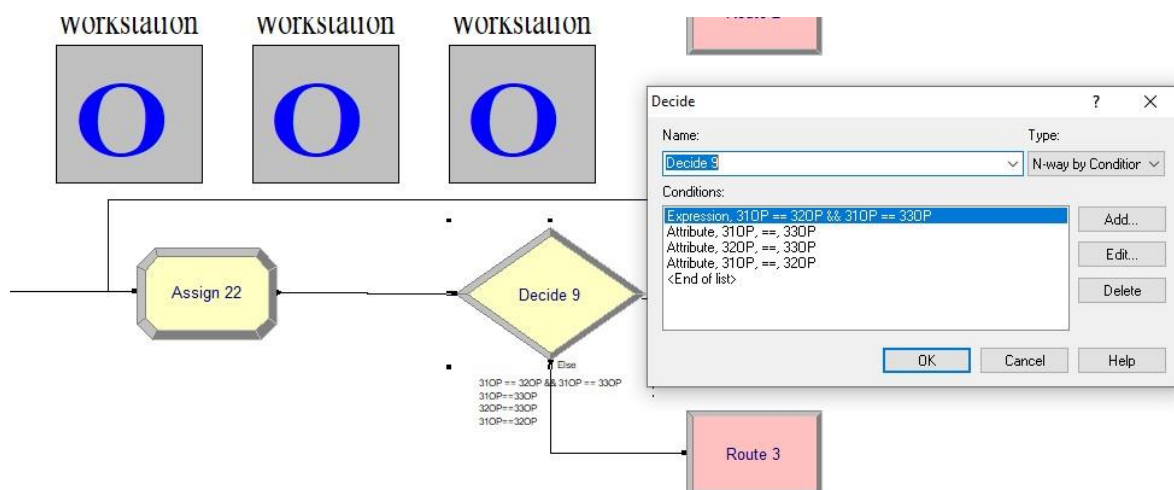 Workstation
Workstation
Workstation
O
O
O
Assign 22
Decide 9
Else
31OP == 32OP && 31OP == 33OP
31OP==33OP
32OP==33OP
31OP==32OP
Route 3
Decide
?
Name:
Type:
Decide 9
N-way by Condition
Conditions:
Expression, 31OP == 32OP && 31OP == 33OP
Attribute, 31OP, ==, 33OP
Attribute, 32OP, ==, 33OP
Attribute, 31OP, ==, 32OP
<End of list>
Add...
Edit...
Delete
OK
Cancel
Help